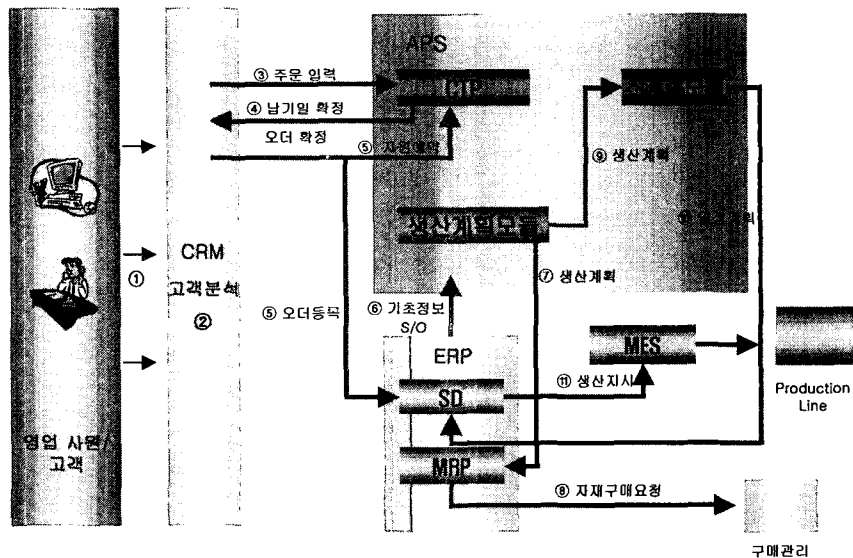 APS
③ 주문 입력
CTP
④ 납기일 확정
오더 확정
⑤ 자원예약
⑨ 생산계획
생산계획모듈
CRM
①
고객분석
②
⑦ 생산계획
⑤ 오더등록
⑥ 기초정보
S/O
ERP
MES
SD
⑪ 생산지시
Production
Line
영업 사원/
고객
MRP
⑧ 자재구매요청
구매관리